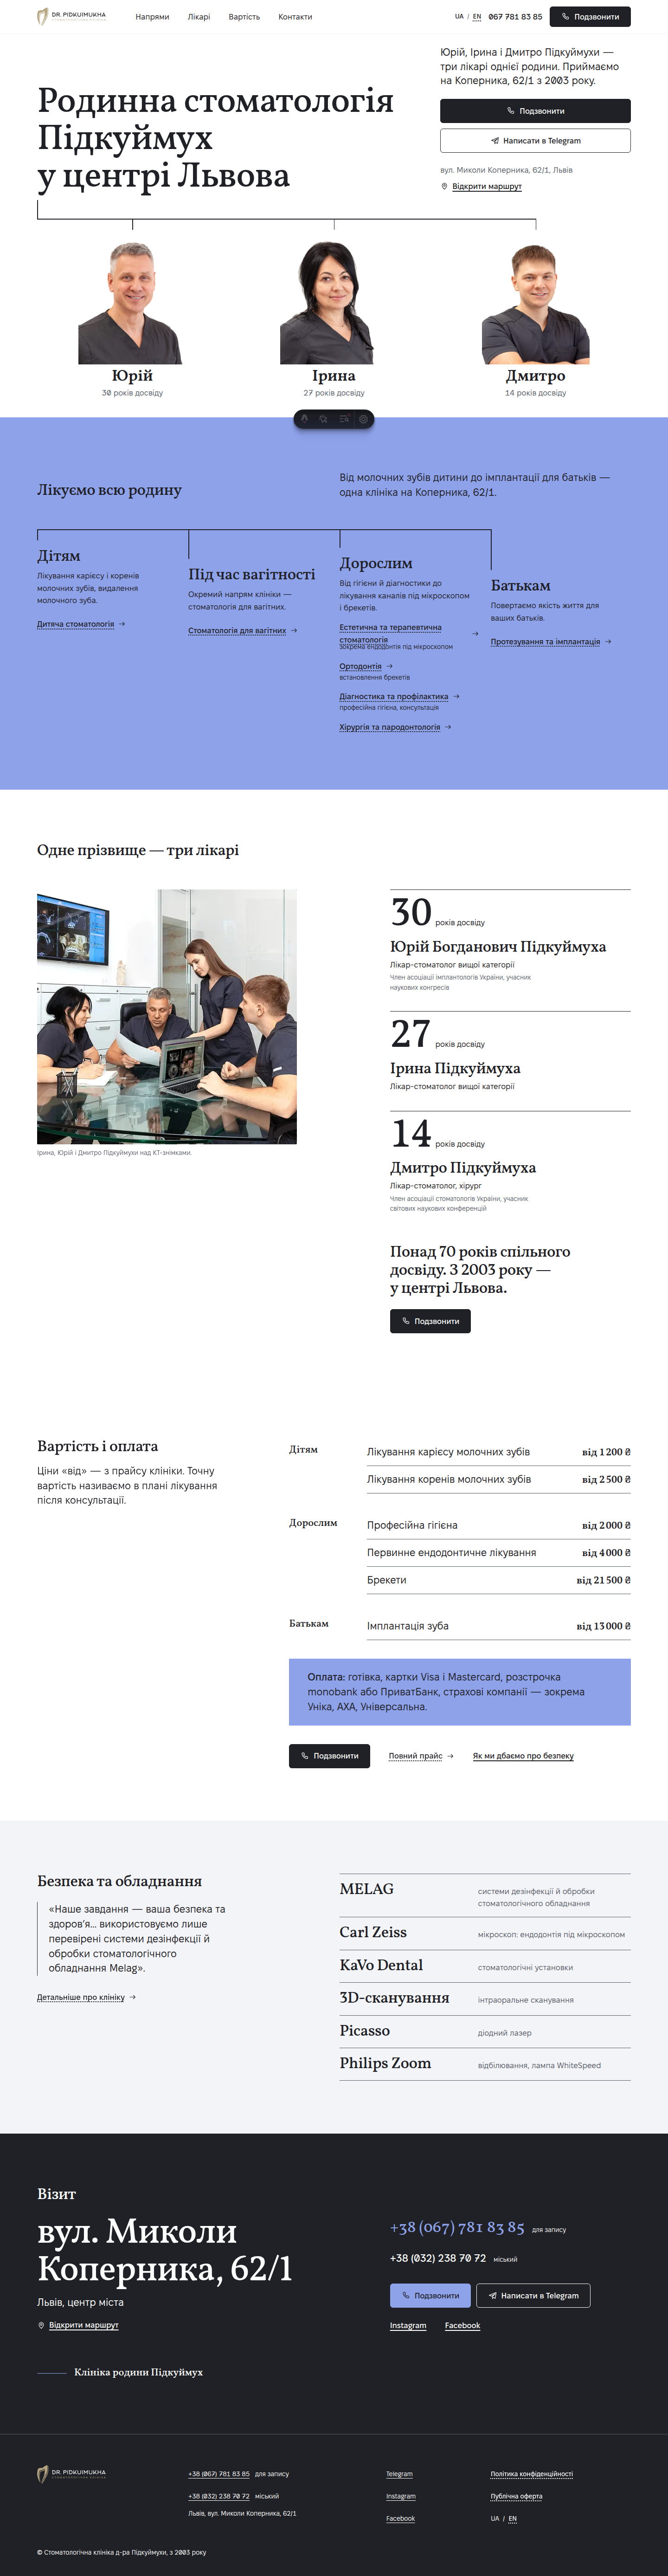 DR. PIDKUIMUKHA
Напрями
Лікарі
Вартість
Контакти
UA / EN
067 781 83 85
Подзвонити
Родинна стоматологія
Підкуймух
у центрі Львова
Юрій, Ірина і Дмитро Підкуймухи —
три лікарі однієї родини. Приймаємо
на Коперника, 62/1 з 2003 року.
Подзвонити
Написати в Telegram
вул. Миколи Коперника, 62/1, Львів
Відкрити маршрут
Юрій
30 років досвіду
Ірина
27 років досвіду
Дмитро
14 років досвіду
Лікуємо всю родину
Від молочних зубів дитини до імплантації для батьків —
одна клініка на Коперника, 62/1.
Дітям
Лікування карієсу і коренів
молочних зубів, видалення
молочного зуба.
Дитяча стоматологія
Під час вагітності
Окремий напрям клініки —
стоматологія для вагітних.
Стоматологія для вагітних
Дорослим
Від гігієни й діагностики до
лікування каналів під мікроскопом
і брекетів.
Естетична та терапевтична
стоматологія
зокрема ендодонтія під мікроскопом
Ортодонтія
встановлення брекетів
Діагностика та профілактика
професійна гігієна, консультація
Хірургія та пародонтологія
Батькам
Повертаємо якість життя для
ваших батьків.
Протезування та імплантація
Одне прізвище — три лікарі
Ірина, Юрій і Дмитро Підкуймухи над КТ-знімками.
30 років досвіду
Юрій Богданович Підкуймуха
Лікар-стоматолог вищої категорії
Член асоціації імплантологів України, учасник
наукових конгресів
27 років досвіду
Ірина Підкуймуха
Лікар-стоматолог вищої категорії
14 років досвіду
Дмитро Підкуймуха
Лікар-стоматолог, хірург
Член асоціації стоматологів України, учасник
світових наукових конференцій
Понад 70 років спільного
досвіду. З 2003 року —
у центрі Львова.
Подзвонити
Вартість і оплата
Ціни «від» — з прайсу клініки. Точну
вартість називаємо в плані лікування
після консультації.
Дітям
Лікування карієсу молочних зубів від 1 200 ₴
Лікування коренів молочних зубів від 2 500 ₴
Дорослим
Професійна гігієна від 2 000 ₴
Первинне ендодонтичне лікування від 4 000 ₴
Брекети від 21 500 ₴
Батькам
Імплантація зуба від 13 000 ₴
Оплата: готівка, картки Visa і Mastercard, розстрочка
monobank або ПриватБанк, страхові компанії — зокрема
Уніка, АХА, Універсальна.
Подзвонити
Повний прайс
Як ми дбаємо про безпеку
Безпека та обладнання
«Наше завдання — ваша безпека та
здоров'я... використовуємо лише
перевірені системи дезінфекції й
обробки стоматологічного
обладнання Melag».
Детальніше про клініку
MELAG
системи дезінфекції й обробки
стоматологічного обладнання
Carl Zeiss
мікроскоп: ендодонтія під мікроскопом
KaVo Dental
стоматологічні установки
3D-сканування
інтраоральне сканування
Picasso
діодний лазер
Philips Zoom
відбілювання, лампа WhiteSpeed
Візит
вул. Миколи
Коперника, 62/1
Львів, центр міста
Відкрити маршрут
Клініка родини Підкуймух
+38 (067) 781 83 85 для запису
+38 (032) 238 70 72 міський
Подзвонити
Написати в Telegram
Instagram
Facebook
DR. PIDKUIMUKHA
+38 (067) 781 83 85 для запису
+38 (032) 238 70 72 міський
Львів, вул. Миколи Коперника, 62/1
Telegram
Instagram
Facebook
Політика конфіденційності
Публічна оферта
UA / EN
© Стоматологічна клініка д-ра Підкуймухи, з 2003 року